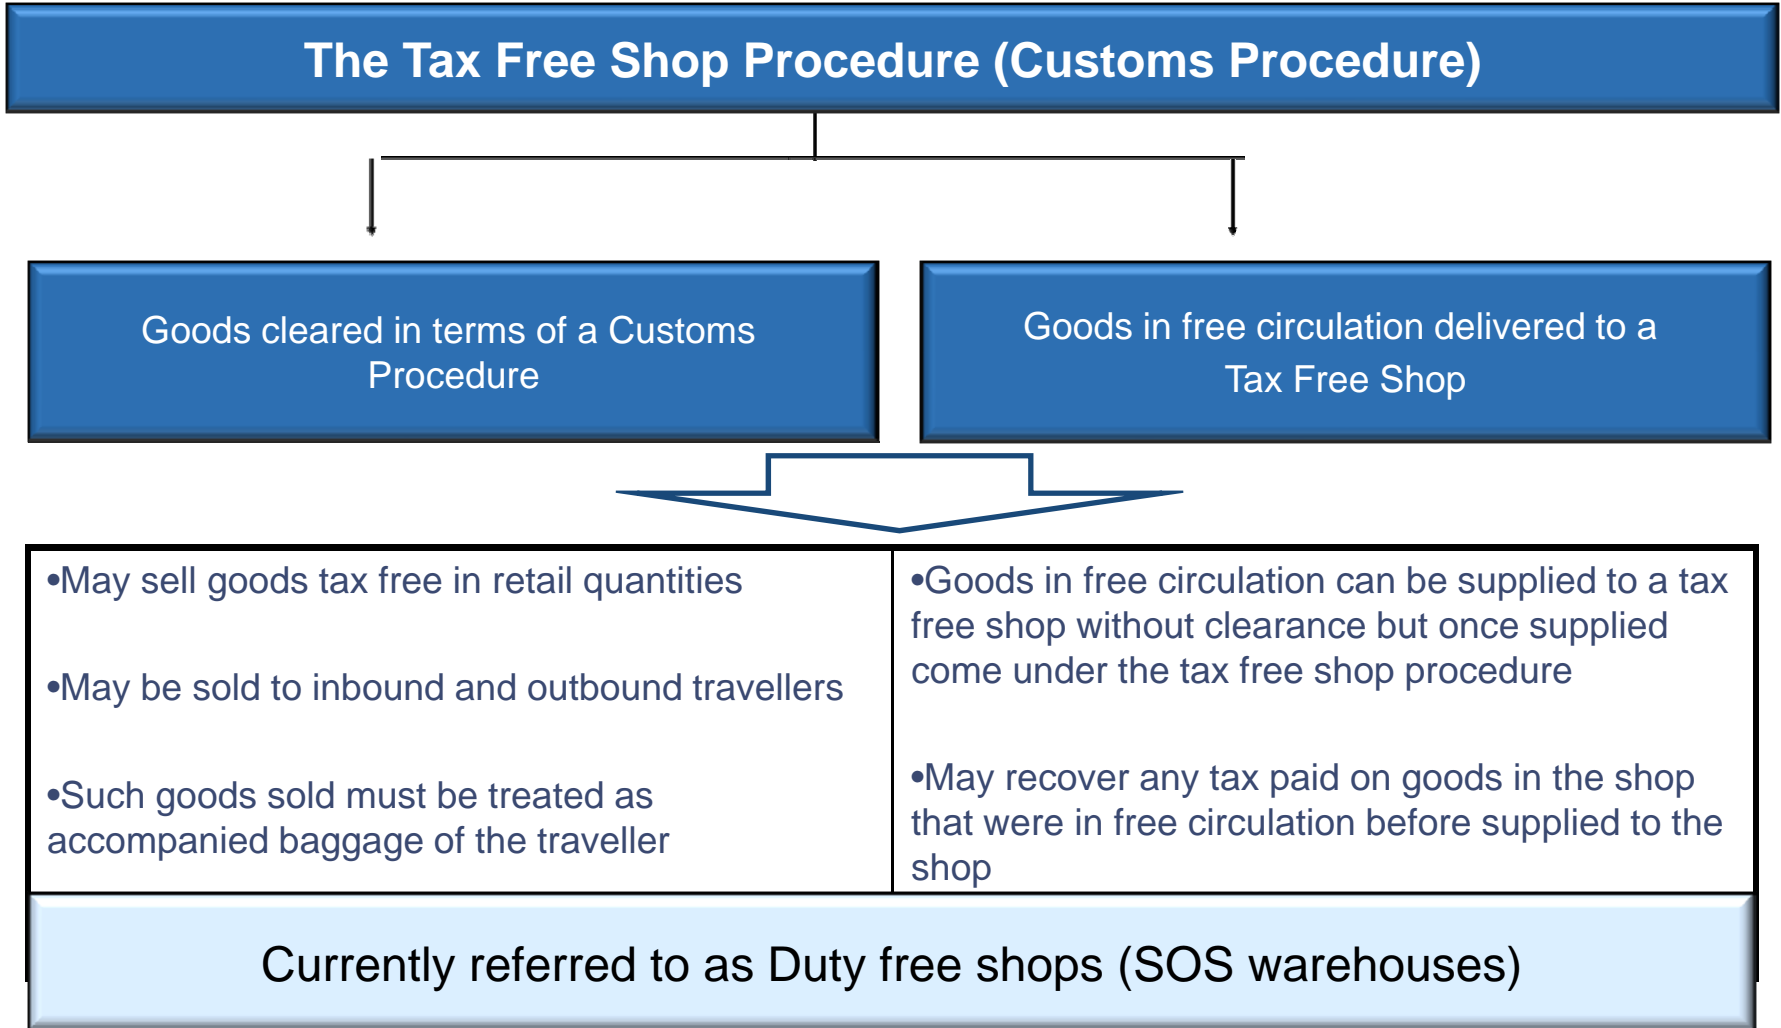 The Tax Free Shop Procedure (Customs Procedure)
Goods cleared in terms of a Customs
Procedure
Goods in free circulation delivered to a
Tax Free Shop
•May sell goods tax free in retail quantities
•May be sold to inbound and outbound travellers
•Such goods sold must be treated as
accompanied baggage of the traveller
•Goods in free circulation can be supplied to a tax
free shop without clearance but once supplied
come under the tax free shop procedure
•May recover any tax paid on goods in the shop
that were in free circulation before supplied to the
shop
Currently referred to as Duty free shops (SOS warehouses)